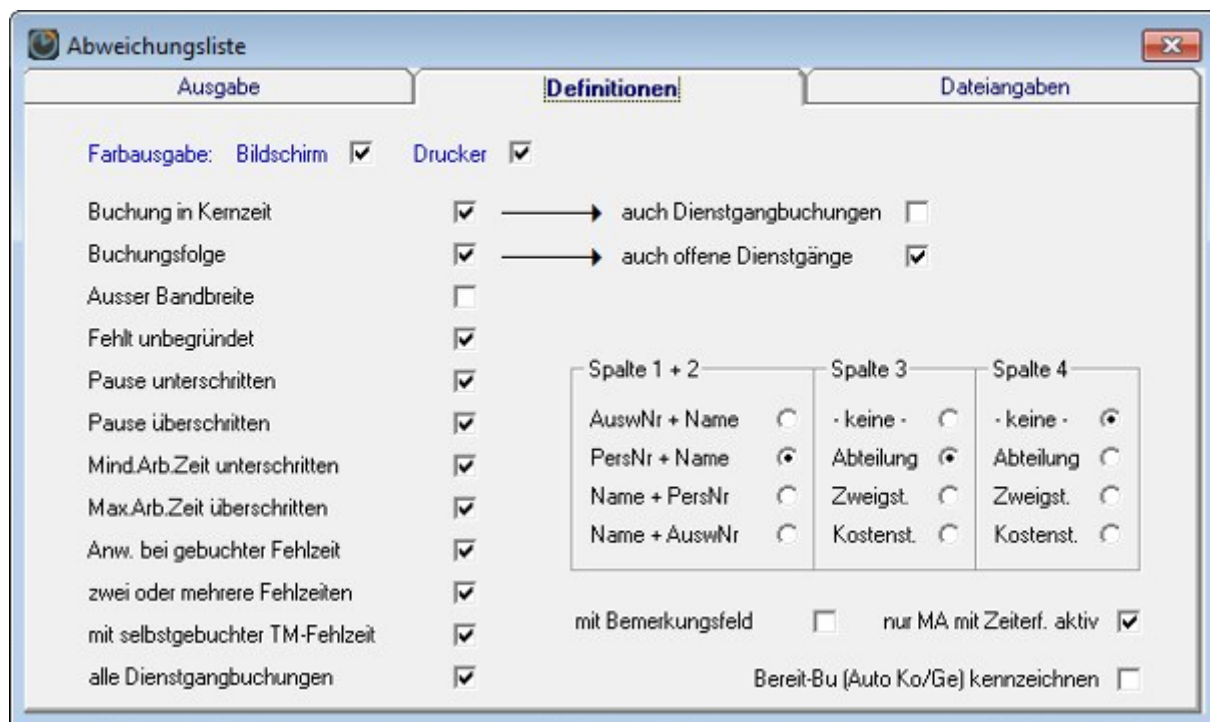 Abweichungsliste
Ausgabe Definitionen Dateiangaben
Farbausgabe: Bildschirm Drucker
Buchung in Kernzeit auch Dienstgangbuchungen
Buchungsfolge auch offene Dienstgänge
Ausser Bandbreite
Fehlt unbegründet
Pause unterschritten
Pause überschritten
Mind.Arb.Zeit unterschritten
Max.Arb.Zeit überschritten
Anw. bei gebuchter Fehlzeit
zwei oder mehrere Fehlzeiten
mit selbstgebuchter TM-Fehlzeit
alle Dienstgangbuchungen
Spalte 1 + 2 Spalte 3 Spalte 4
AuswNr + Name - keine - - keine -
PersNr + Name Abteilung Abteilung
Name + PersNr Zweigst. Zweigst.
Name + AuswNr Kostenst. Kostenst.
mit Bemerkungsfeld nur MA mit Zeiterf. aktiv
Bereit-Bu (Auto Ko/Ge) kennzeichnen